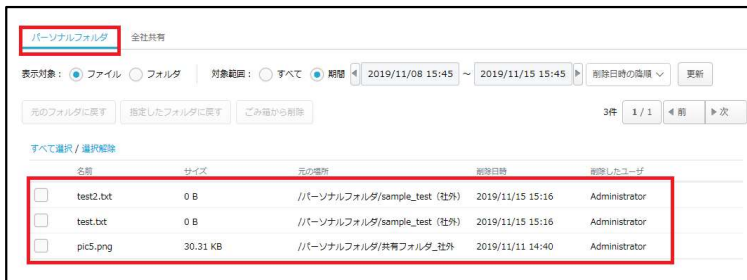 パーソナルフォルダ 全社共有
表示対象： ファイル フォルダ 対象範囲： すべて 期間 2019/11/08 15:45 ～ 2019/11/15 15:45 削除日時の降順 更新
元のフォルダに戻す 指定したフォルダに戻す ごみ箱から削除 3件 1 / 1 前 次
すべて選択 / 選択解除
名前 サイズ 元の場所 削除日時 削除したユーザ
test2.txt 0 B //パーソナルフォルダ/sample_test（社外） 2019/11/15 15:16 Administrator
test.txt 0 B //パーソナルフォルダ/sample_test（社外） 2019/11/15 15:16 Administrator
pic5.png 30.31 KB //パーソナルフォルダ/共有フォルダ_社外 2019/11/11 14:40 Administrator